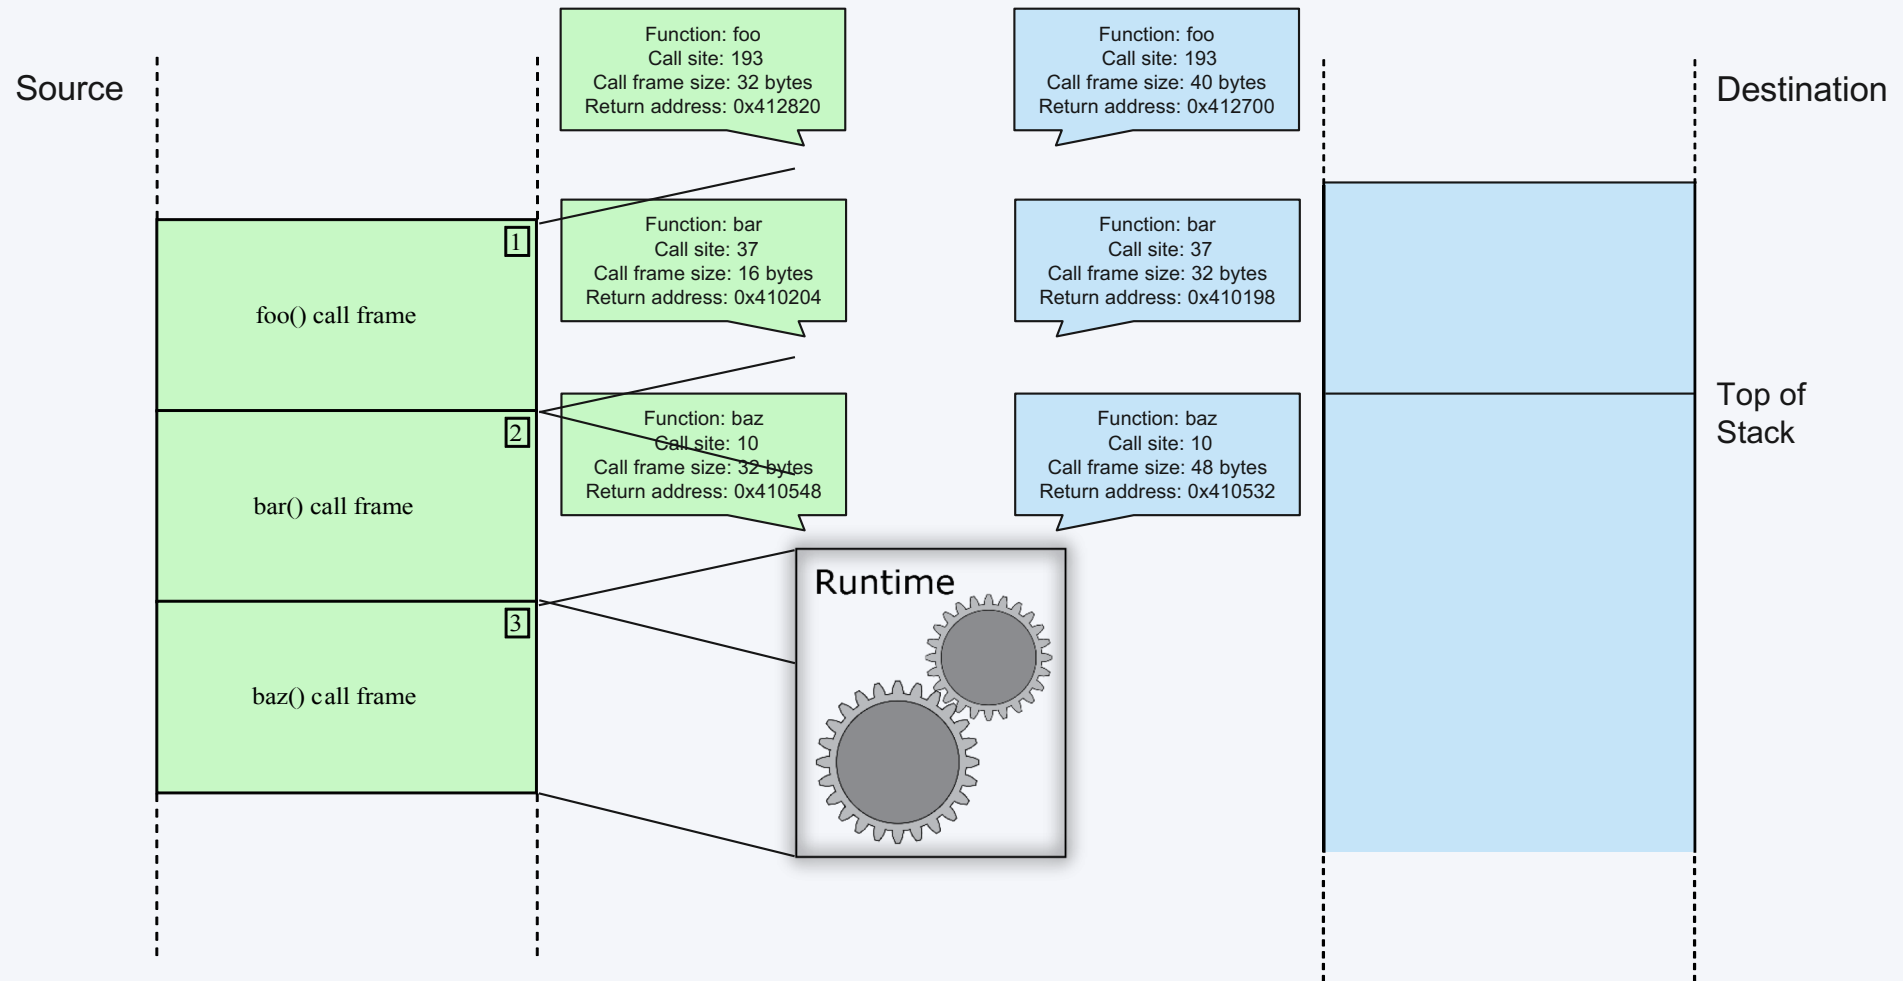 Source
Function: foo
Call site: 193
Call frame size: 32 bytes
Return address: 0x412820
Function: foo
Call site: 193
Call frame size: 40 bytes
Return address: 0x412700
Destination
1
foo() call frame
Function: bar
Call site: 37
Call frame size: 16 bytes
Return address: 0x410204
Function: bar
Call site: 37
Call frame size: 32 bytes
Return address: 0x410198
2
bar() call frame
Function: baz
Call site: 10
Call frame size: 32 bytes
Return address: 0x410548
Function: baz
Call site: 10
Call frame size: 48 bytes
Return address: 0x410532
Top of
Stack
3
baz() call frame
Runtime